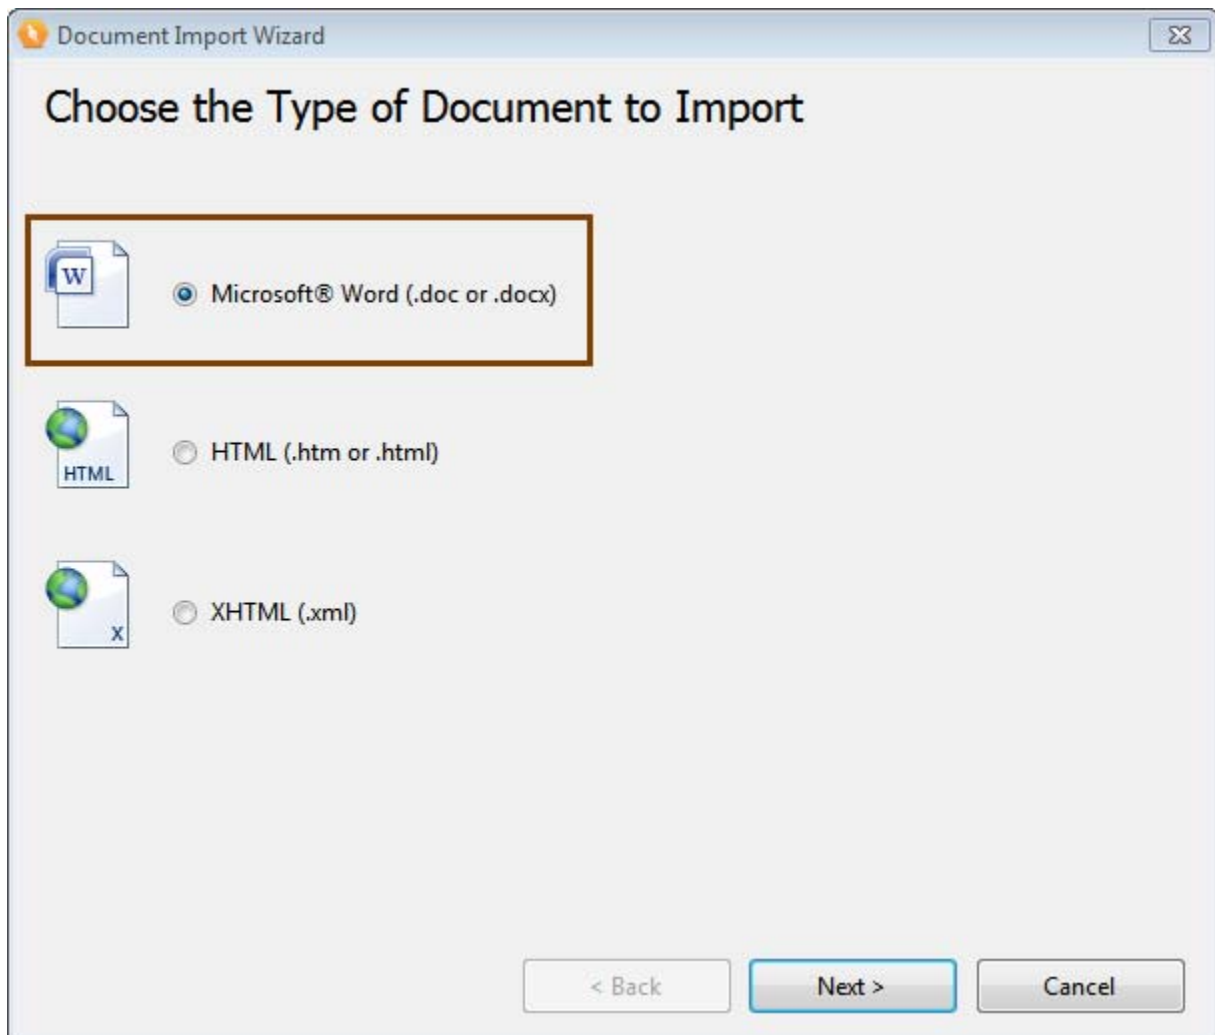 Document Import Wizard
Choose the Type of Document to Import
W
Microsoft® Word (.doc or .docx)
HTML
HTML (.htm or .html)
X
XHTML (.xml)
< Back
Next >
Cancel